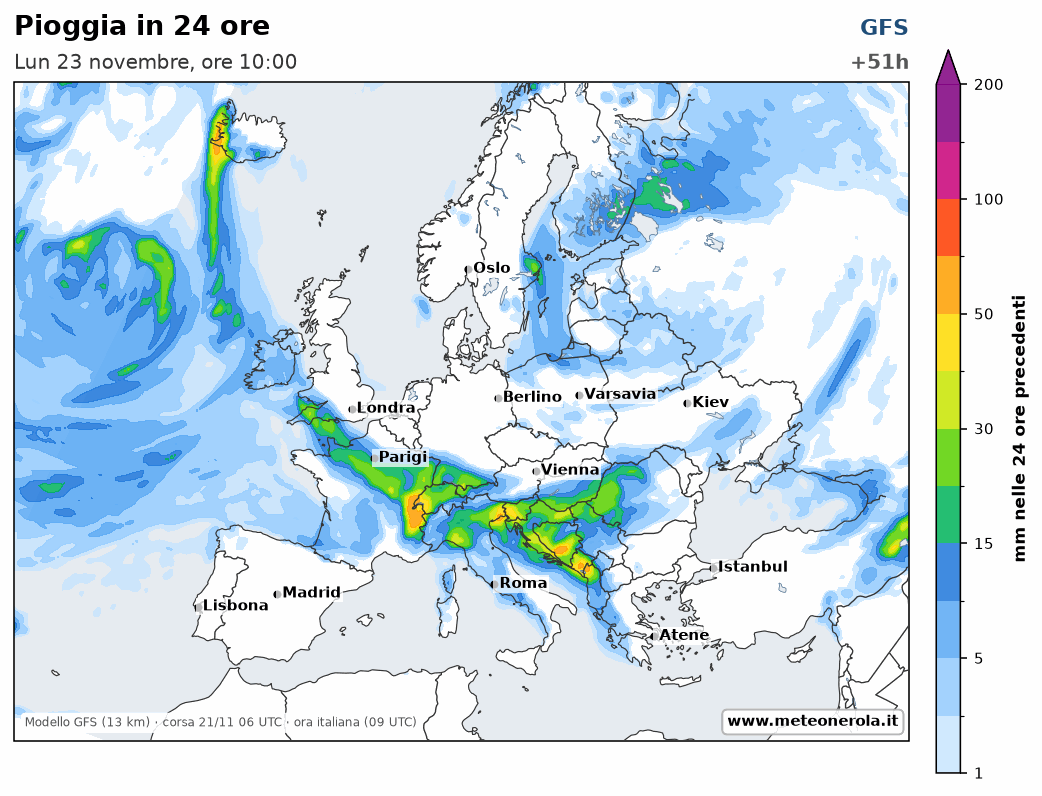 Pioggia in 24 ore
GFS
Lun 23 novembre, ore 10:00
+51h
200
100
50
30
15
5
1
mm nelle 24 ore precedenti
Oslo
Berlino
Varsavia
Kiev
Londra
Parigi
Vienna
Istanbul
Roma
Madrid
Lisbona
Atene
Modello GFS (13 km) · corsa 21/11 06 UTC · ora italiana (09 UTC)
www.meteonerola.it